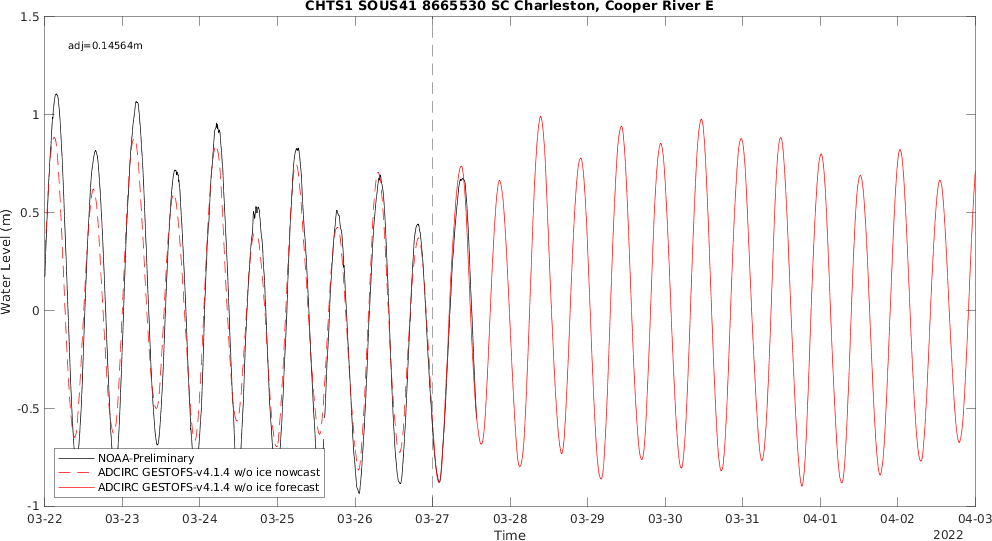 CHTS1 SOUS41 8665530 SC Charleston, Cooper River E
adj=0.14564m
1.5
1
0.5
0
-0.5
-1
Water Level (m)
NOAA-Preliminary
ADCIRC GESTOFS-v4.1.4 w/o ice nowcast
ADCIRC GESTOFS-v4.1.4 w/o ice forecast
03-22 03-23 03-24 03-25 03-26 03-27 03-28 03-29 03-30 03-31 04-01 04-02 04-03
Time
2022